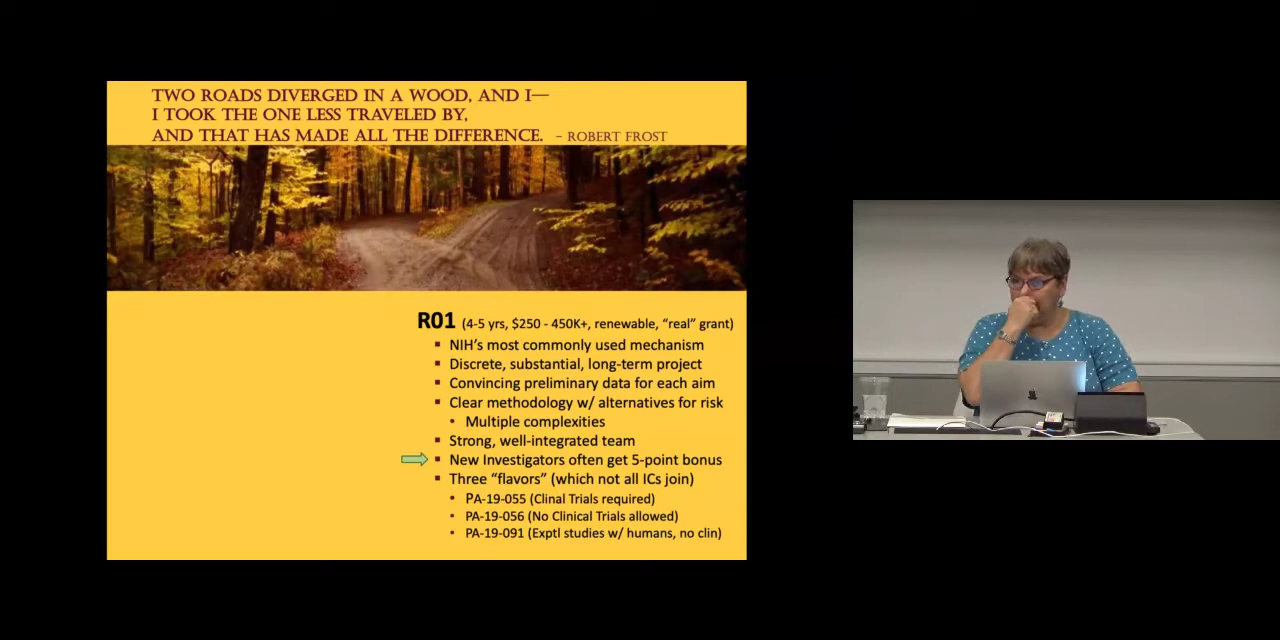 TWO ROADS DIVERGED IN A WOOD, AND I—
I TOOK THE ONE LESS TRAVELED BY,
AND THAT HAS MADE ALL THE DIFFERENCE. – ROBERT FROST
R01 (4-5 yrs, $250 - 450K+, renewable, “real” grant)
▪ NIH’s most commonly used mechanism
▪ Discrete, substantial, long-term project
▪ Convincing preliminary data for each aim
▪ Clear methodology w/ alternatives for risk
• Multiple complexities
▪ Strong, well-integrated team
▪ New Investigators often get 5-point bonus
▪ Three “flavors” (which not all ICs join)
• PA-19-055 (Clinal Trials required)
• PA-19-056 (No Clinical Trials allowed)
• PA-19-091 (Exptl studies w/ humans, no clin)